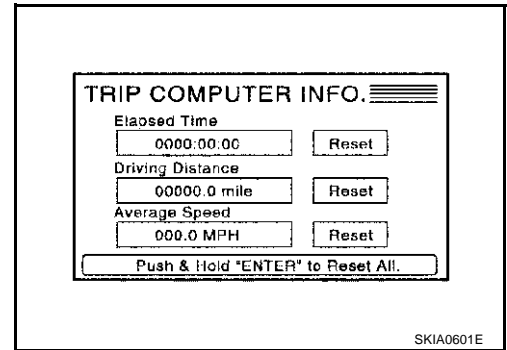 TRIP COMPUTER INFO.
Elapsed Time
0000:00:00 Reset
Driving Distance
00000.0 mile Reset
Average Speed
000.0 MPH Reset
Push & Hold "ENTER" to Reset All.
SKIA0601E